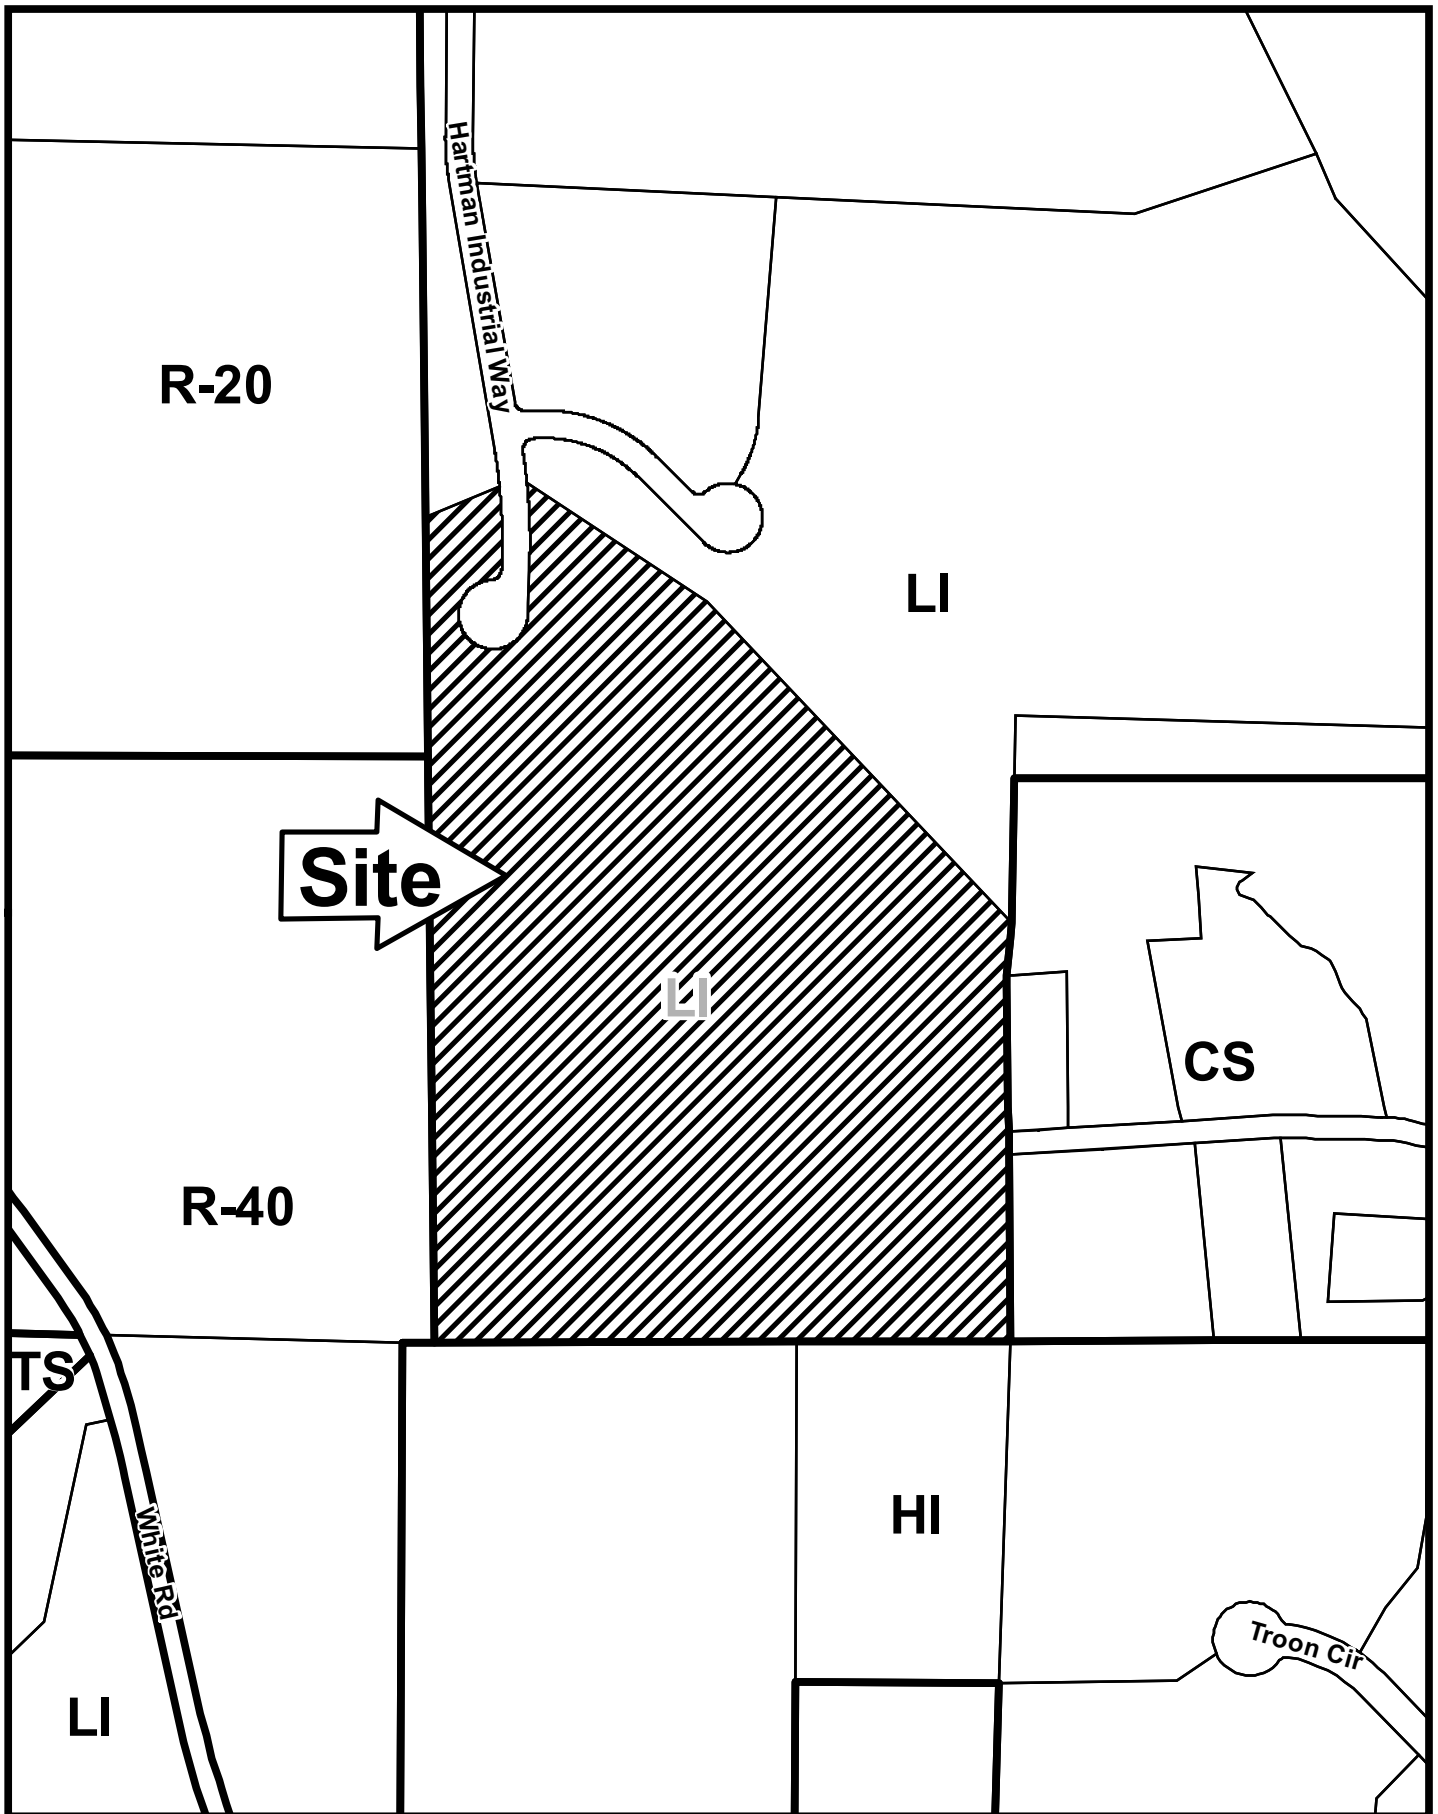 Hartman Industrial Way
R-20
LI
Site
LI
CS
R-40
TS
HI
White Rd
Troon Cir
LI